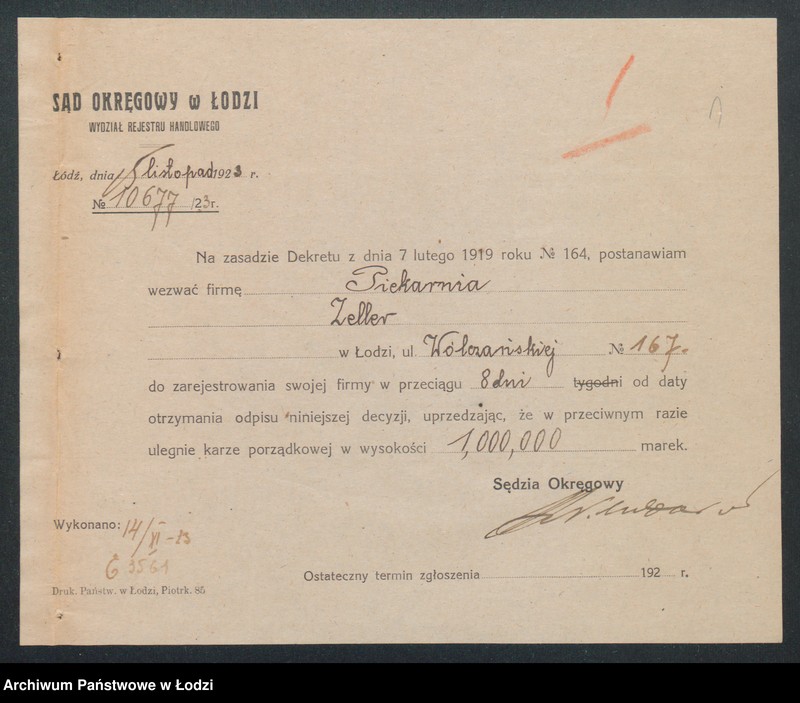 SĄD OKRĘGOWY w ŁODZI
WYDZIAŁ REJESTRU HANDLOWEGO
Łódź, dnia listopad 1923 r.
№ 10677/23 r.
Na zasadzie Dekretu z dnia 7 lutego 1919 roku № 164, postanawiam
wezwać firmę Piekarnia
Zeller
w Łodzi, ul. Wólczańskiej № 167.
do zarejestrowania swojej firmy w przeciągu 8 dni tygodni od daty
otrzymania odpisu niniejszej decyzji, uprzedzając, że w przeciwnym razie
ulegnie karze porządkowej w wysokości 1,000,000 marek.
Sędzia Okręgowy
Wykonano: 14/VI-23
Ostateczny termin zgłoszenia 192 r.
Druk. Państw. w Łodzi, Piotrk. 85
Archiwum Państwowe w Łodzi